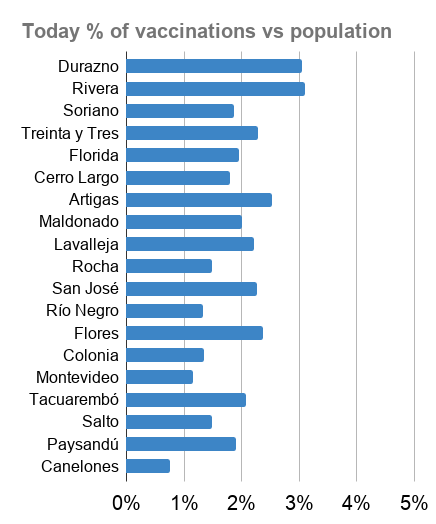 Today % of vaccinations vs population
Durazno
Rivera
Soriano
Treinta y Tres
Florida
Cerro Largo
Artigas
Maldonado
Lavalleja
Rocha
San José
Río Negro
Flores
Colonia
Montevideo
Tacuarembó
Salto
Paysandú
Canelones
0% 1% 2% 3% 4% 5%